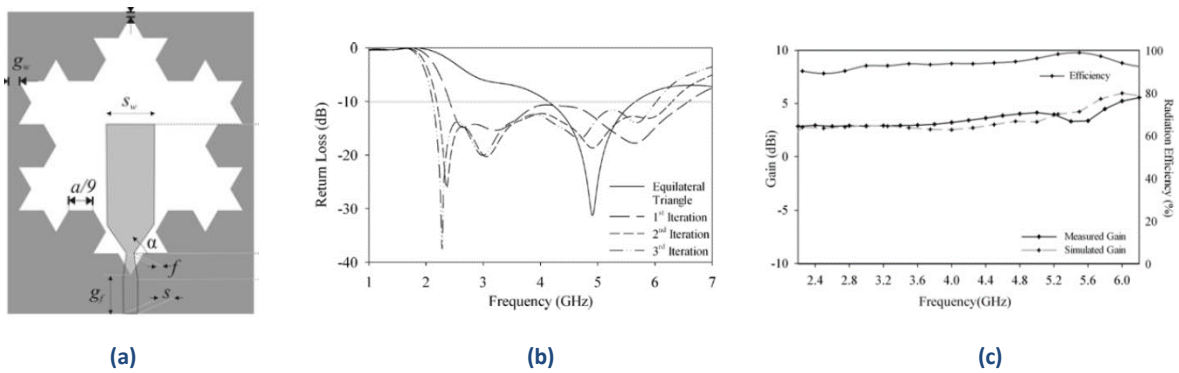 g_w
s_w
a/9
α
f
g_f
s
(a)
0
-10
-20
-30
-40
Return Loss (dB)
Equilateral
Triangle
1st Iteration
2nd Iteration
3rd Iteration
1 2 3 4 5 6 7
Frequency (GHz)
(b)
10
5
0
-5
-10
Gain (dBi)
Efficiency
Measured Gain
Simulated Gain
100
80
60
40
20
0
Radiation Efficiency (%)
2.4 2.8 3.2 3.6 4.0 4.4 4.8 5.2 5.6 6.0
Frequency(GHz)
(c)